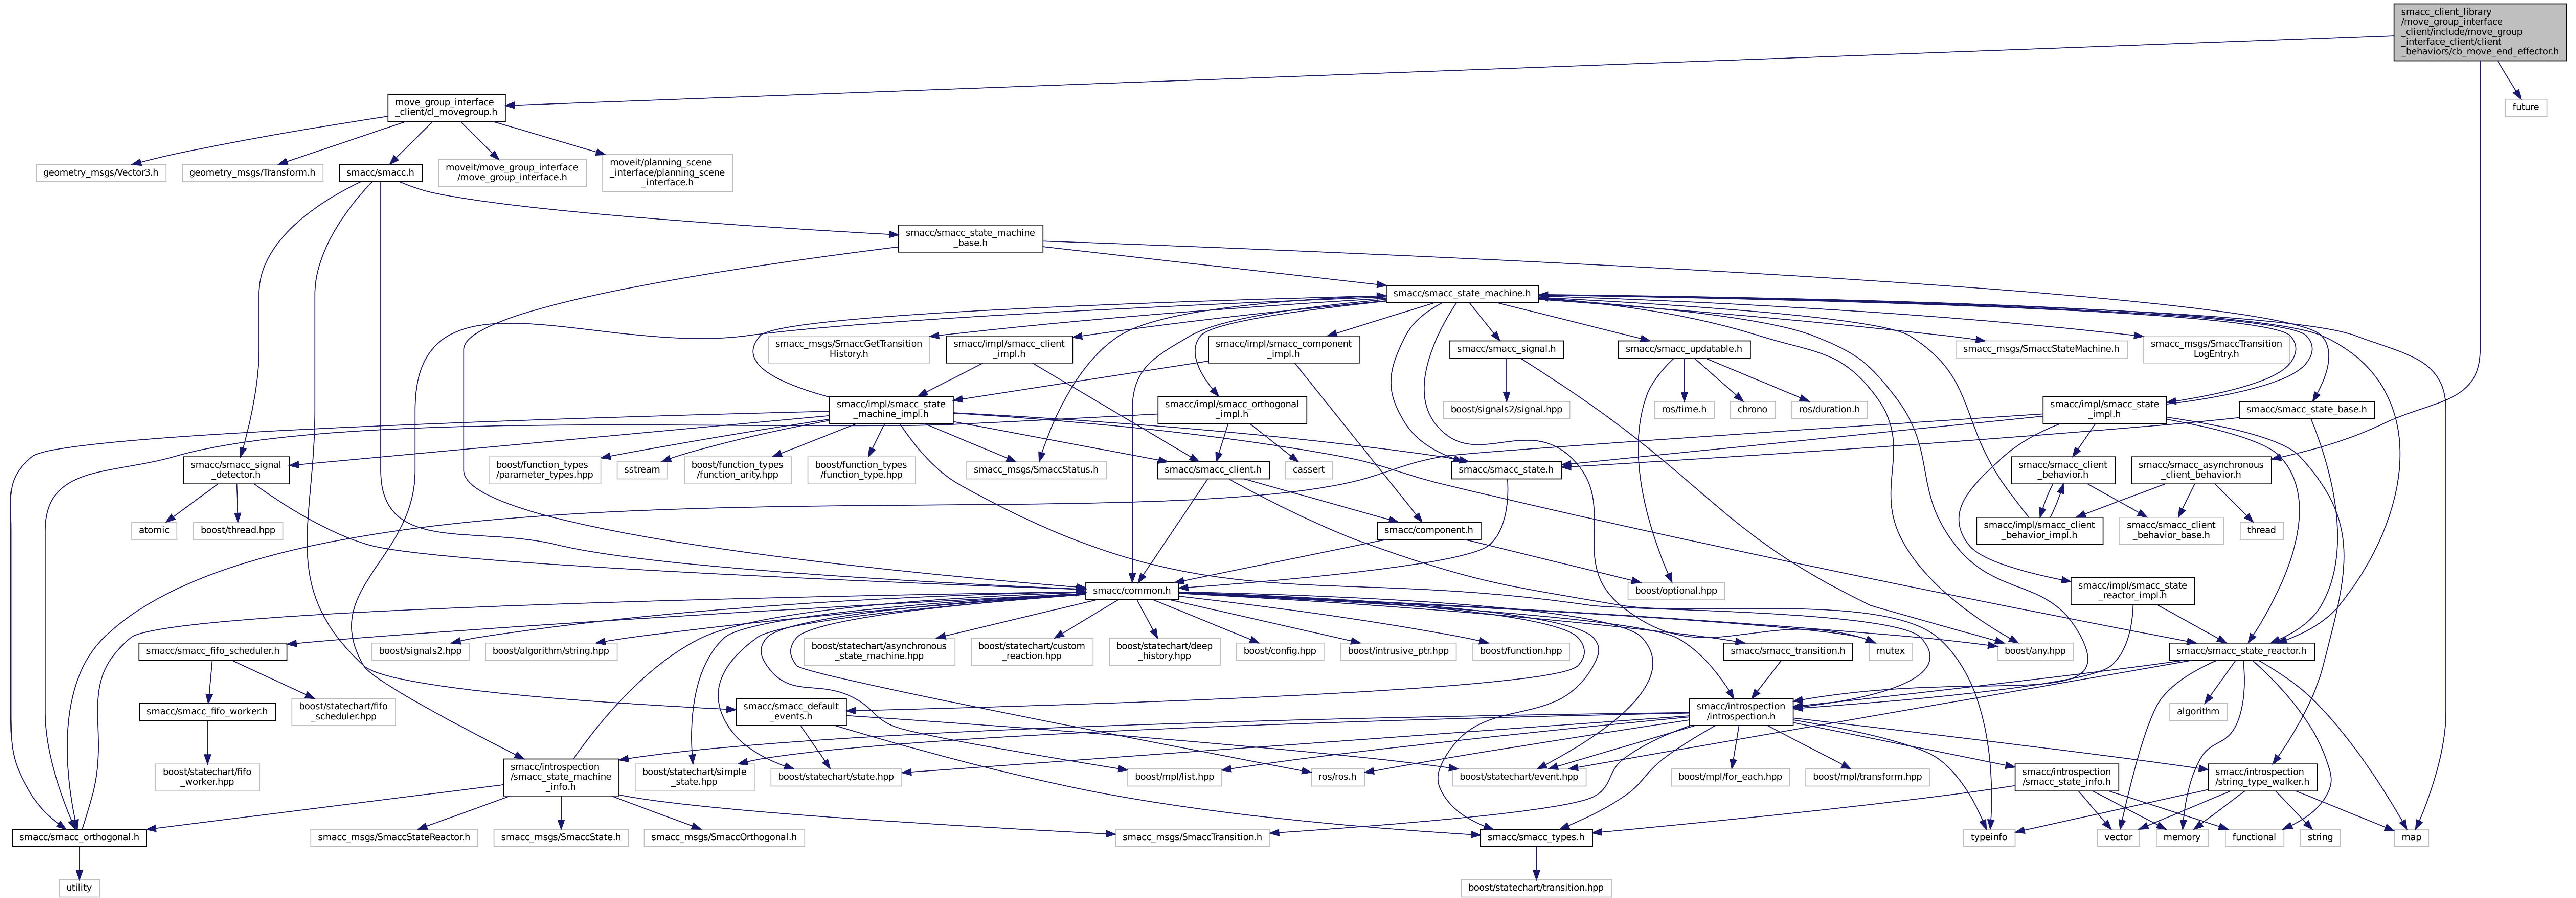 smacc_client_library
/move_group_interface
_client/include/move_group
_interface_client/client
_behaviors/cb_move_end_effector.h
move_group_interface
_client/cl_movegroup.h
future
geometry_msgs/Vector3.h
geometry_msgs/Transform.h
smacc/smacc.h
moveit/move_group_interface
/move_group_interface.h
moveit/planning_scene
_interface/planning_scene
_interface.h
smacc/smacc_state_machine
_base.h
smacc/smacc_state_machine.h
smacc_msgs/SmaccGetTransition
History.h
smacc/impl/smacc_client
_impl.h
smacc/impl/smacc_component
_impl.h
smacc/smacc_signal.h
smacc/smacc_updatable.h
smacc_msgs/SmaccStateMachine.h
smacc_msgs/SmaccTransition
LogEntry.h
smacc/impl/smacc_state
_machine_impl.h
smacc/impl/smacc_orthogonal
_impl.h
boost/signals2/signal.hpp
ros/time.h
chrono
ros/duration.h
smacc/impl/smacc_state
_impl.h
smacc/smacc_state_base.h
smacc/smacc_signal
_detector.h
boost/function_types
/parameter_types.hpp
sstream
boost/function_types
/function_arity.hpp
boost/function_types
/function_type.hpp
smacc_msgs/SmaccStatus.h
smacc/smacc_client.h
cassert
smacc/smacc_state.h
smacc/smacc_client
_behavior.h
smacc/smacc_asynchronous
_client_behavior.h
atomic
boost/thread.hpp
smacc/component.h
smacc/impl/smacc_client
_behavior_impl.h
smacc/smacc_client
_behavior_base.h
thread
smacc/common.h
boost/optional.hpp
smacc/impl/smacc_state
_reactor_impl.h
smacc/smacc_fifo_scheduler.h
boost/signals2.hpp
boost/algorithm/string.hpp
boost/statechart/asynchronous
_state_machine.hpp
boost/statechart/custom
_reaction.hpp
boost/statechart/deep
_history.hpp
boost/config.hpp
boost/intrusive_ptr.hpp
boost/function.hpp
smacc/smacc_transition.h
mutex
boost/any.hpp
smacc/smacc_state_reactor.h
smacc/smacc_fifo_worker.h
boost/statechart/fifo
_scheduler.hpp
smacc/smacc_default
_events.h
smacc/introspection
/introspection.h
algorithm
boost/statechart/fifo
_worker.hpp
smacc/introspection
/smacc_state_machine
_info.h
boost/statechart/simple
_state.hpp
boost/statechart/state.hpp
boost/mpl/list.hpp
ros/ros.h
boost/statechart/event.hpp
boost/mpl/for_each.hpp
boost/mpl/transform.hpp
smacc/introspection
/smacc_state_info.h
smacc/introspection
/string_type_walker.h
smacc/smacc_orthogonal.h
smacc_msgs/SmaccStateReactor.h
smacc_msgs/SmaccState.h
smacc_msgs/SmaccOrthogonal.h
smacc_msgs/SmaccTransition.h
smacc/smacc_types.h
typeinfo
vector
memory
functional
string
map
utility
boost/statechart/transition.hpp